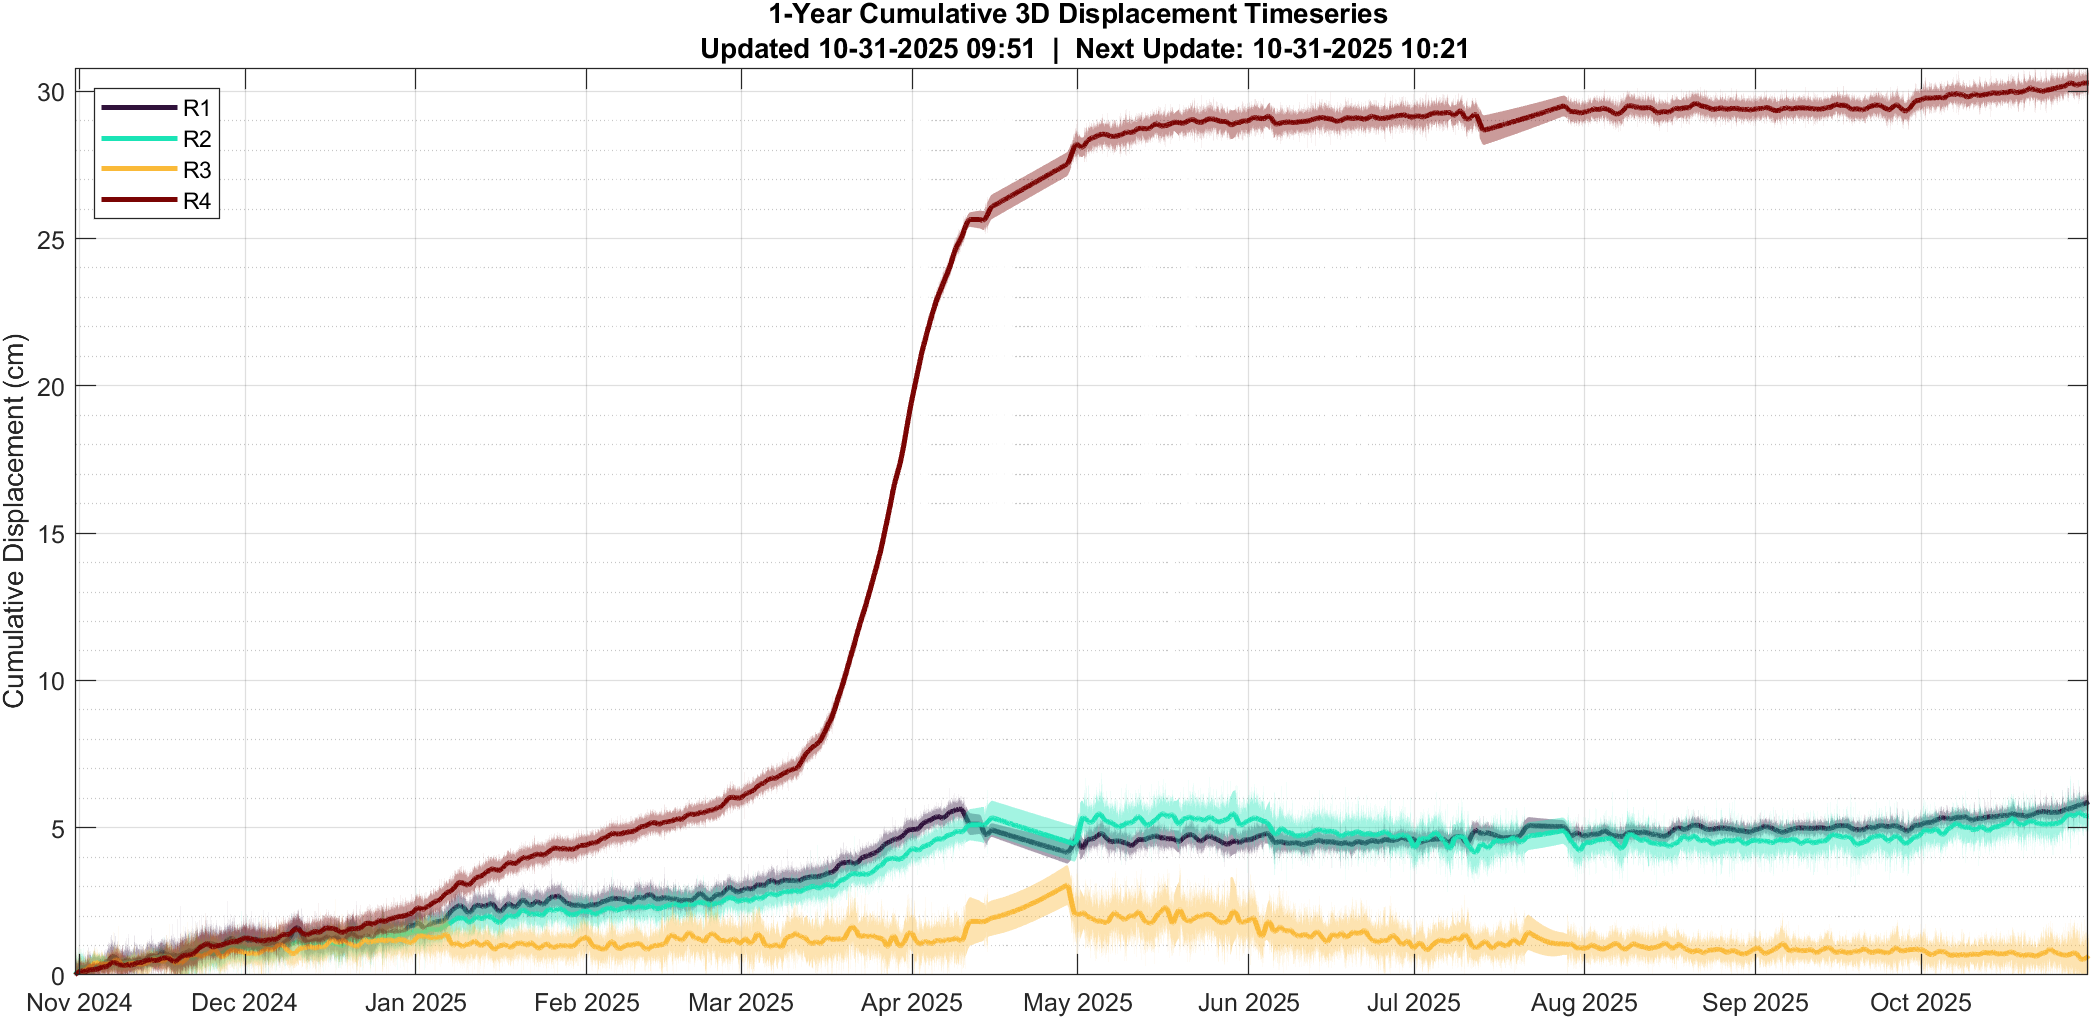 1-Year Cumulative 3D Displacement Timeseries
Updated 10-31-2025 09:51 | Next Update: 10-31-2025 10:21
R1
R2
R3
R4
Cumulative Displacement (cm)
30
25
20
15
10
5
0
Nov 2024 Dec 2024 Jan 2025 Feb 2025 Mar 2025 Apr 2025 May 2025 Jun 2025 Jul 2025 Aug 2025 Sep 2025 Oct 2025